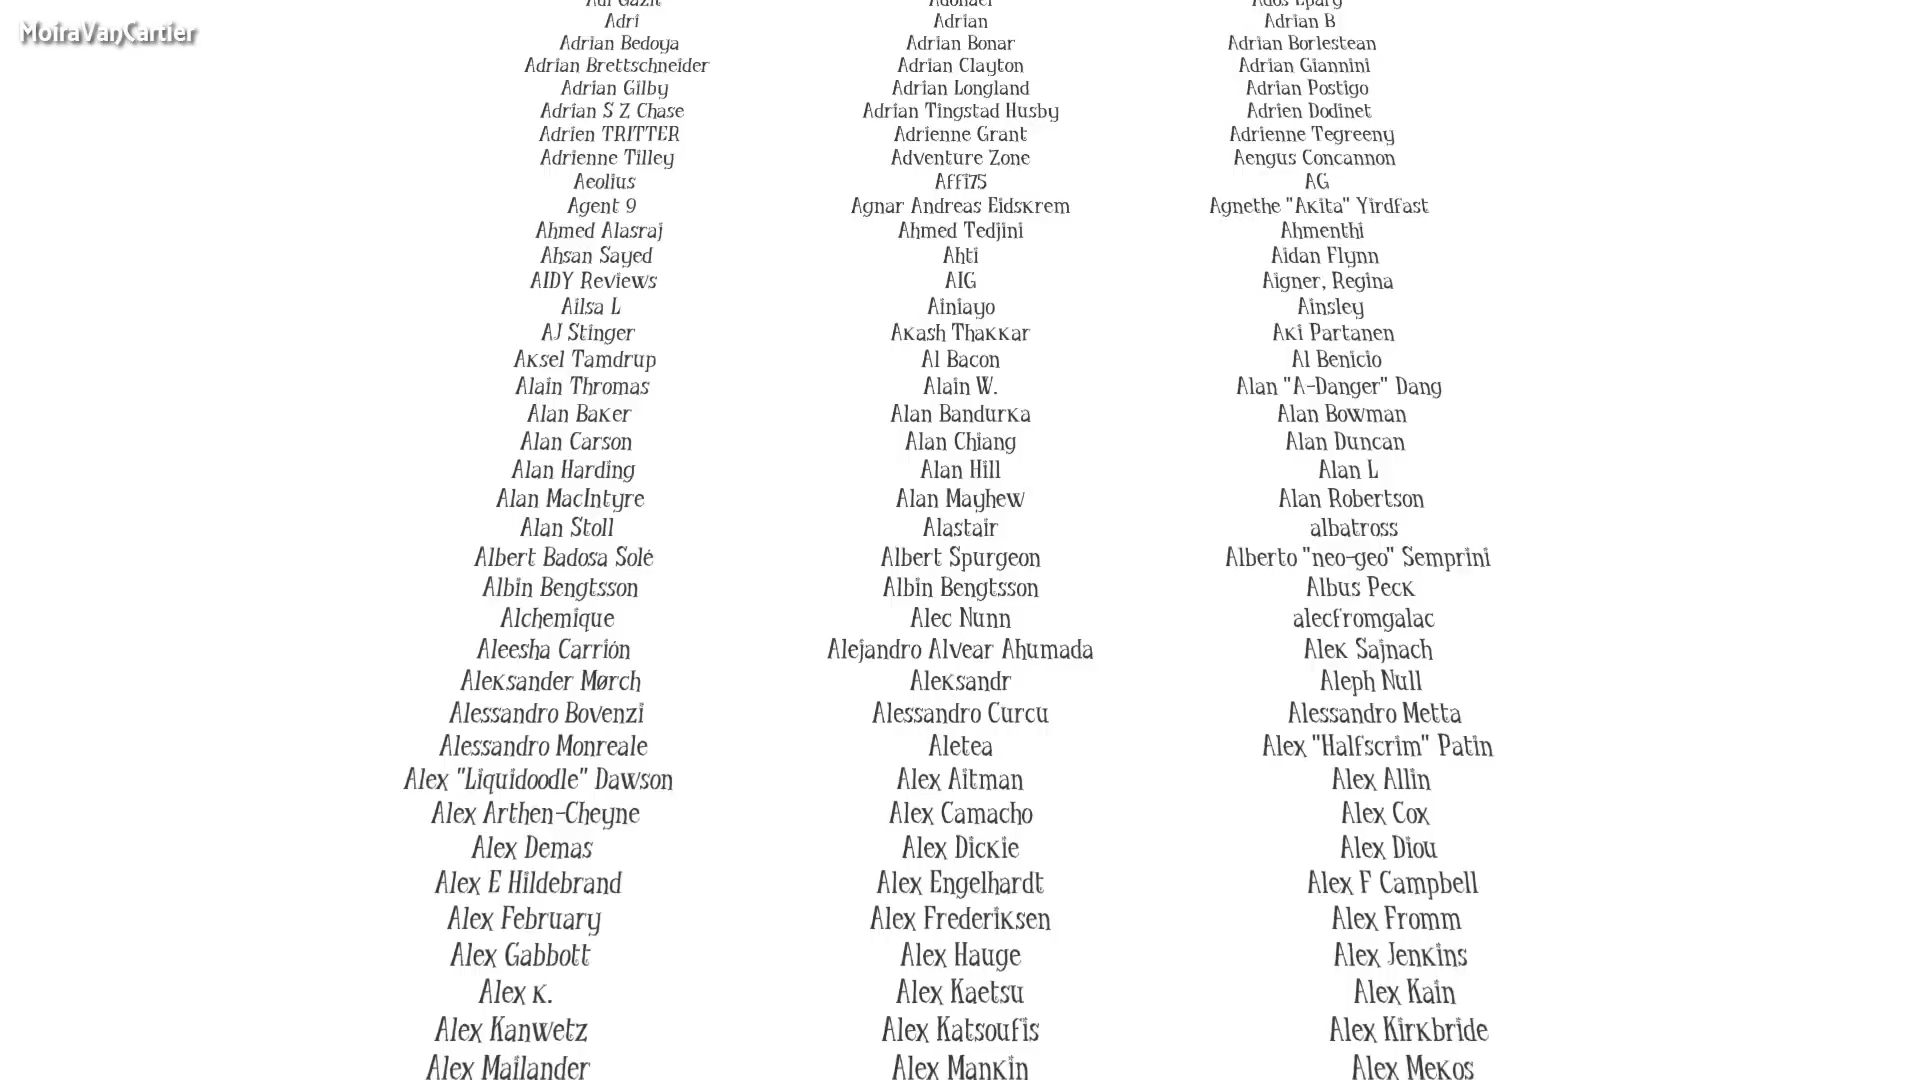 MoiraVanCartier
Adi Gazit Adonael Ados Eparg
Adri Adrian Adrian B
Adrian Bedoya Adrian Bonar Adrian Borlestean
Adrian Brettschneider Adrian Clayton Adrian Giannini
Adrian Gilby Adrian Longland Adrian Postigo
Adrian S Z Chase Adrian Tingstad Husby Adrien Dodinet
Adrien TRITTER Adrienne Grant Adrienne Tegreeny
Adrienne Tilley Adventure Zone Aengus Concannon
Aeolius Affi75 AG
Agent 9 Agnar Andreas Eidskrem Agnethe "Akita" Yirdfast
Ahmed Alasraj Ahmed Tedjini Ahmenthi
Ahsan Sayed Ahti Aidan Flynn
AIDY Reviews AIG Aigner, Regina
Ailsa L Ainiayo Ainsley
AJ Stinger Akash Thakkar Aki Partanen
Aksel Tamdrup Al Bacon Al Benicio
Alain Thromas Alain W. Alan "A-Danger" Dang
Alan Baker Alan Bandurka Alan Bowman
Alan Carson Alan Chiang Alan Duncan
Alan Harding Alan Hill Alan L
Alan MacIntyre Alan Mayhew Alan Robertson
Alan Stoll Alastair albatross
Albert Badosa Solé Albert Spurgeon Alberto "neo-geo" Semprini
Albin Bengtsson Albin Bengtsson Albus Peck
Alchemique Alec Nunn alecfromgalac
Aleesha Carrión Alejandro Alvear Ahumada Alek Sajnach
Aleksander Mørch Aleksandr Aleph Null
Alessandro Bovenzi Alessandro Curcu Alessandro Metta
Alessandro Monreale Aletea Alex "Halfscrim" Patin
Alex "Liquidoodle" Dawson Alex Aitman Alex Allin
Alex Arthen-Cheyne Alex Camacho Alex Cox
Alex Demas Alex Dickie Alex Diou
Alex E Hildebrand Alex Engelhardt Alex F Campbell
Alex February Alex Frederiksen Alex Fromm
Alex Gabbott Alex Hauge Alex Jenkins
Alex k. Alex Kaetsu Alex Kain
Alex Kanwetz Alex Katsoufis Alex Kirkbride
Alex Mailander Alex Mankin Alex Mekos